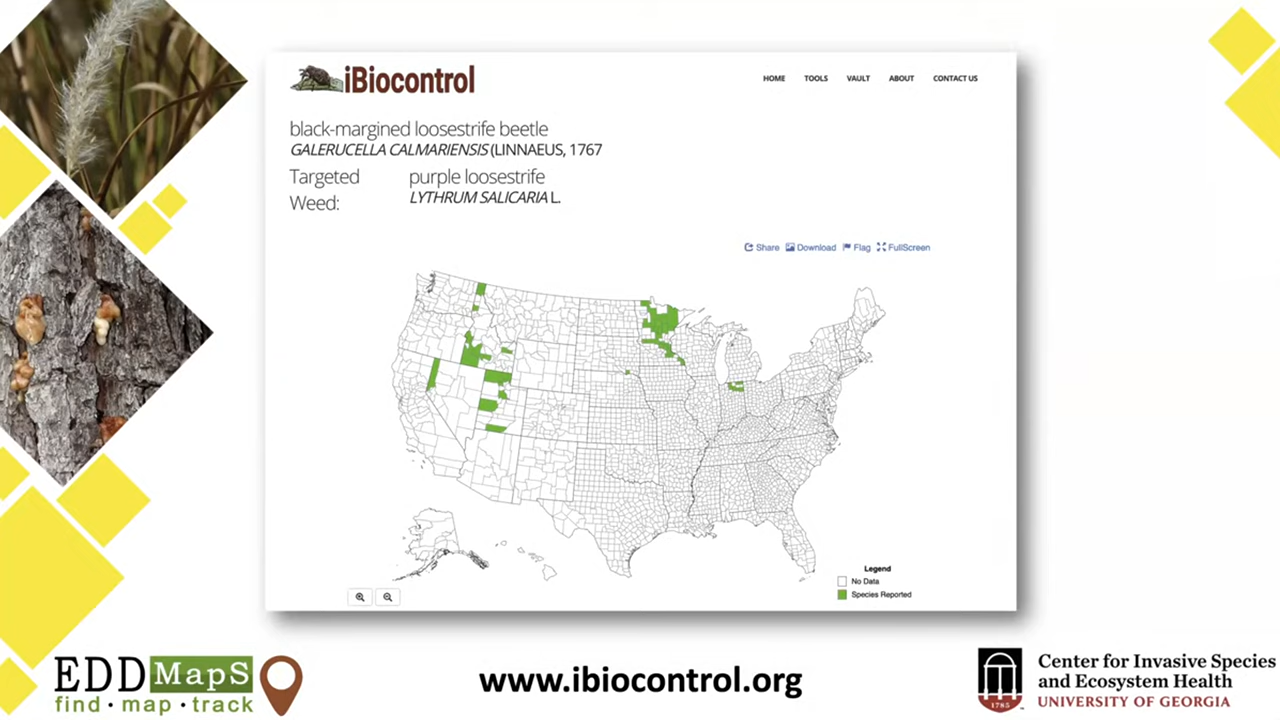 iBiocontrol
HOME TOOLS VAULT ABOUT CONTACT US
black-margined loosestrife beetle
GALERUCELLA CALMARIENSIS (LINNAEUS, 1767
Targeted Weed:
purple loosestrife
LYTHRUM SALICARIA L.
Share Download Flag FullScreen
Legend
No Data
Species Reported
EDDMapS
find · map · track
www.ibiocontrol.org
1785
Center for Invasive Species
and Ecosystem Health
UNIVERSITY OF GEORGIA